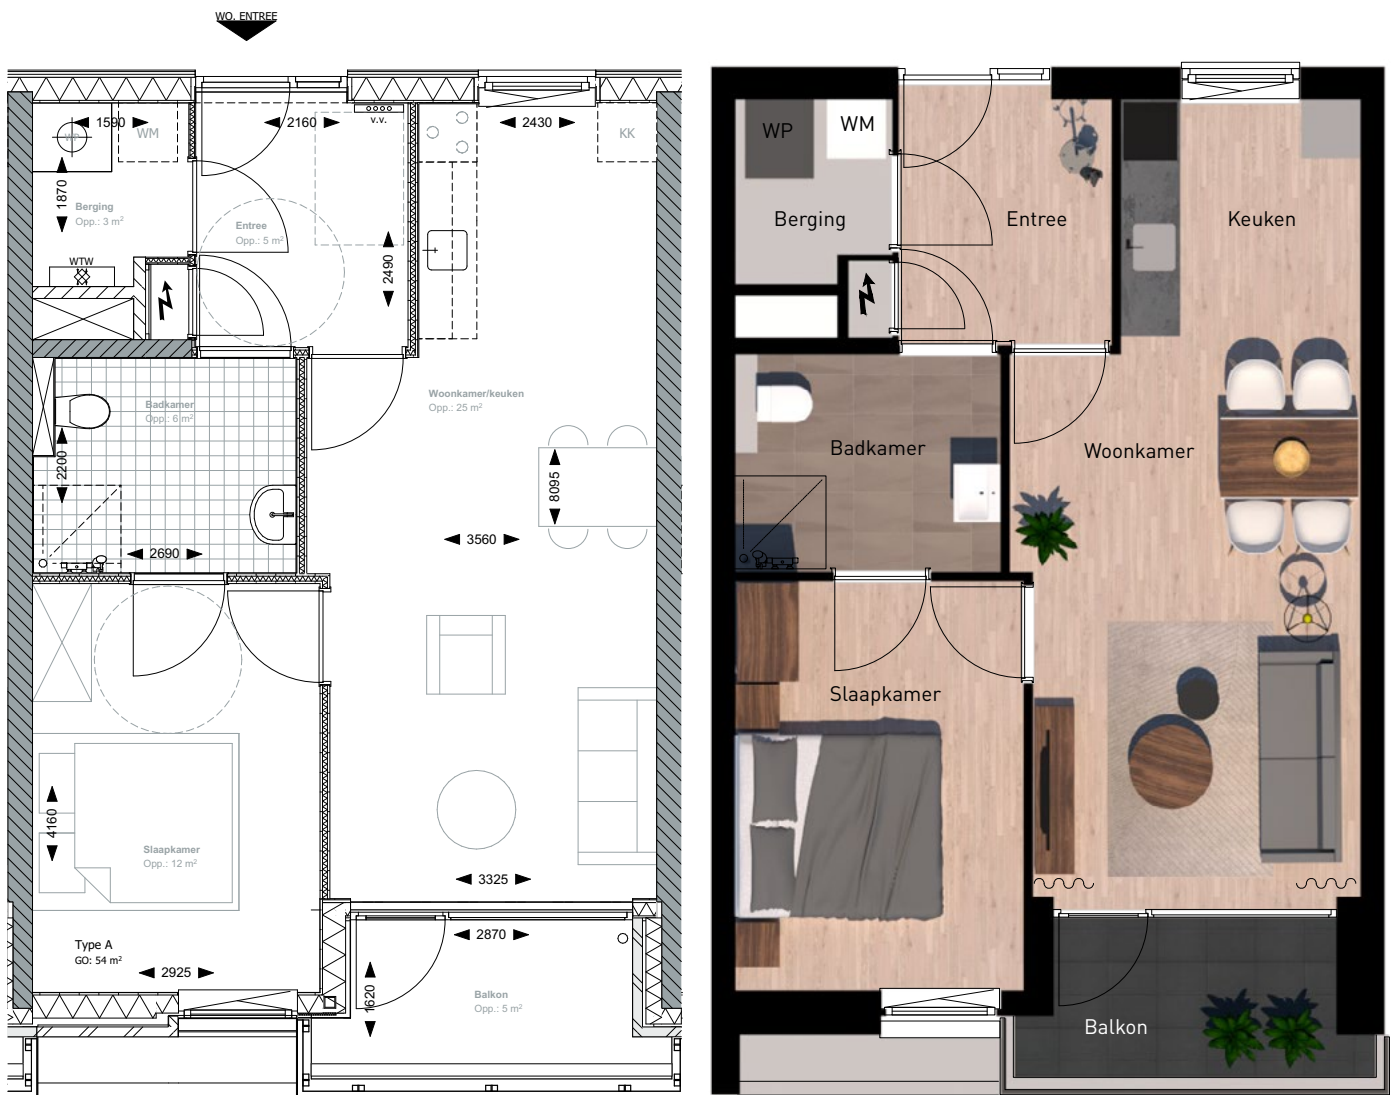 WO. ENTREE
1590
WP
WM
2160
v.v.
2430
KK
1870
Berging
Opp.: 3 m²
Entree
Opp.: 5 m²
2490
WTW
Woonkamer/keuken
Opp.: 25 m²
Badkamer
Opp.: 6 m²
2200
8095
3560
2690
4160
Slaapkamer
Opp.: 12 m²
3325
2870
Type A
GO: 54 m²
2925
1620
Balkon
Opp.: 5 m²
WP
WM
Berging
Entree
Keuken
Badkamer
Woonkamer
Slaapkamer
Balkon